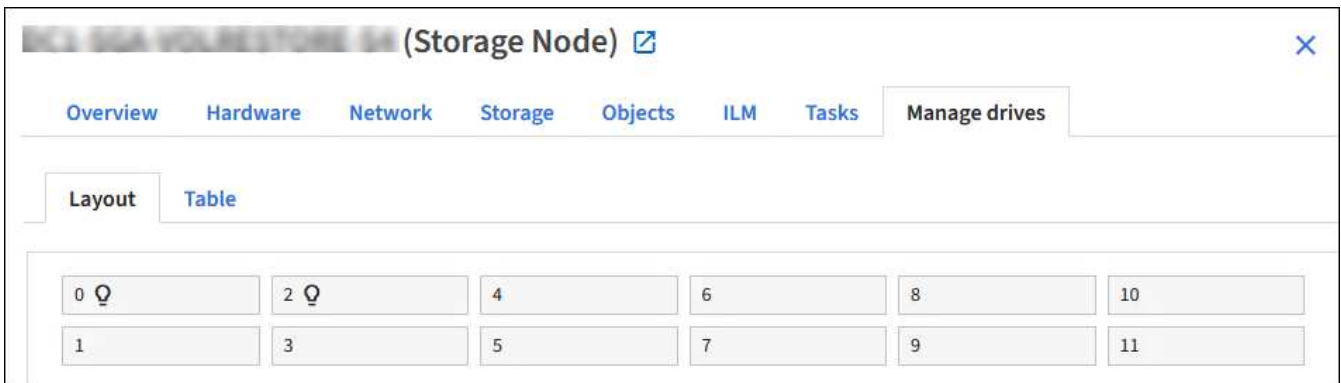 (Storage Node)
Overview Hardware Network Storage Objects ILM Tasks Manage drives
Layout Table
0 2 4 6 8 10
1 3 5 7 9 11